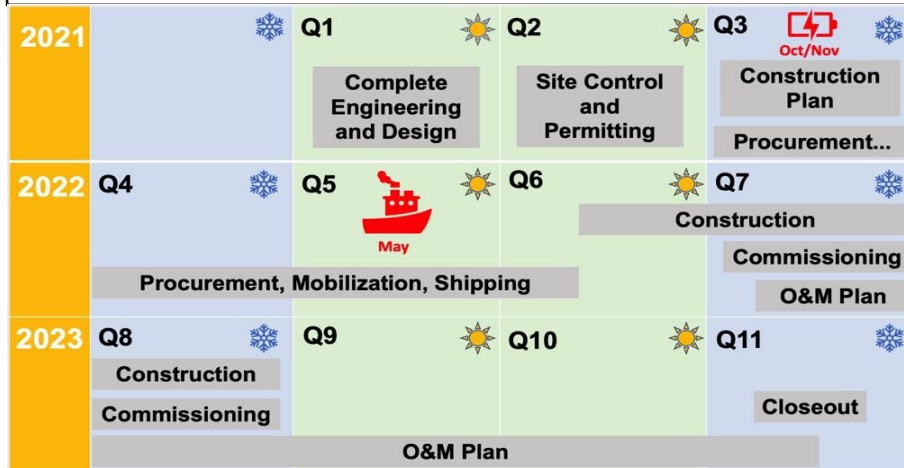 2021
Q1
Q2
Q3
Oct/Nov
Complete
Engineering
and Design
Site Control
and
Permitting
Construction
Plan
Procurement...
2022
Q4
Q5
May
Q6
Q7
Construction
Commissioning
Procurement, Mobilization, Shipping
O&M Plan
2023
Q8
Q9
Q10
Q11
Construction
Commissioning
Closeout
O&M Plan